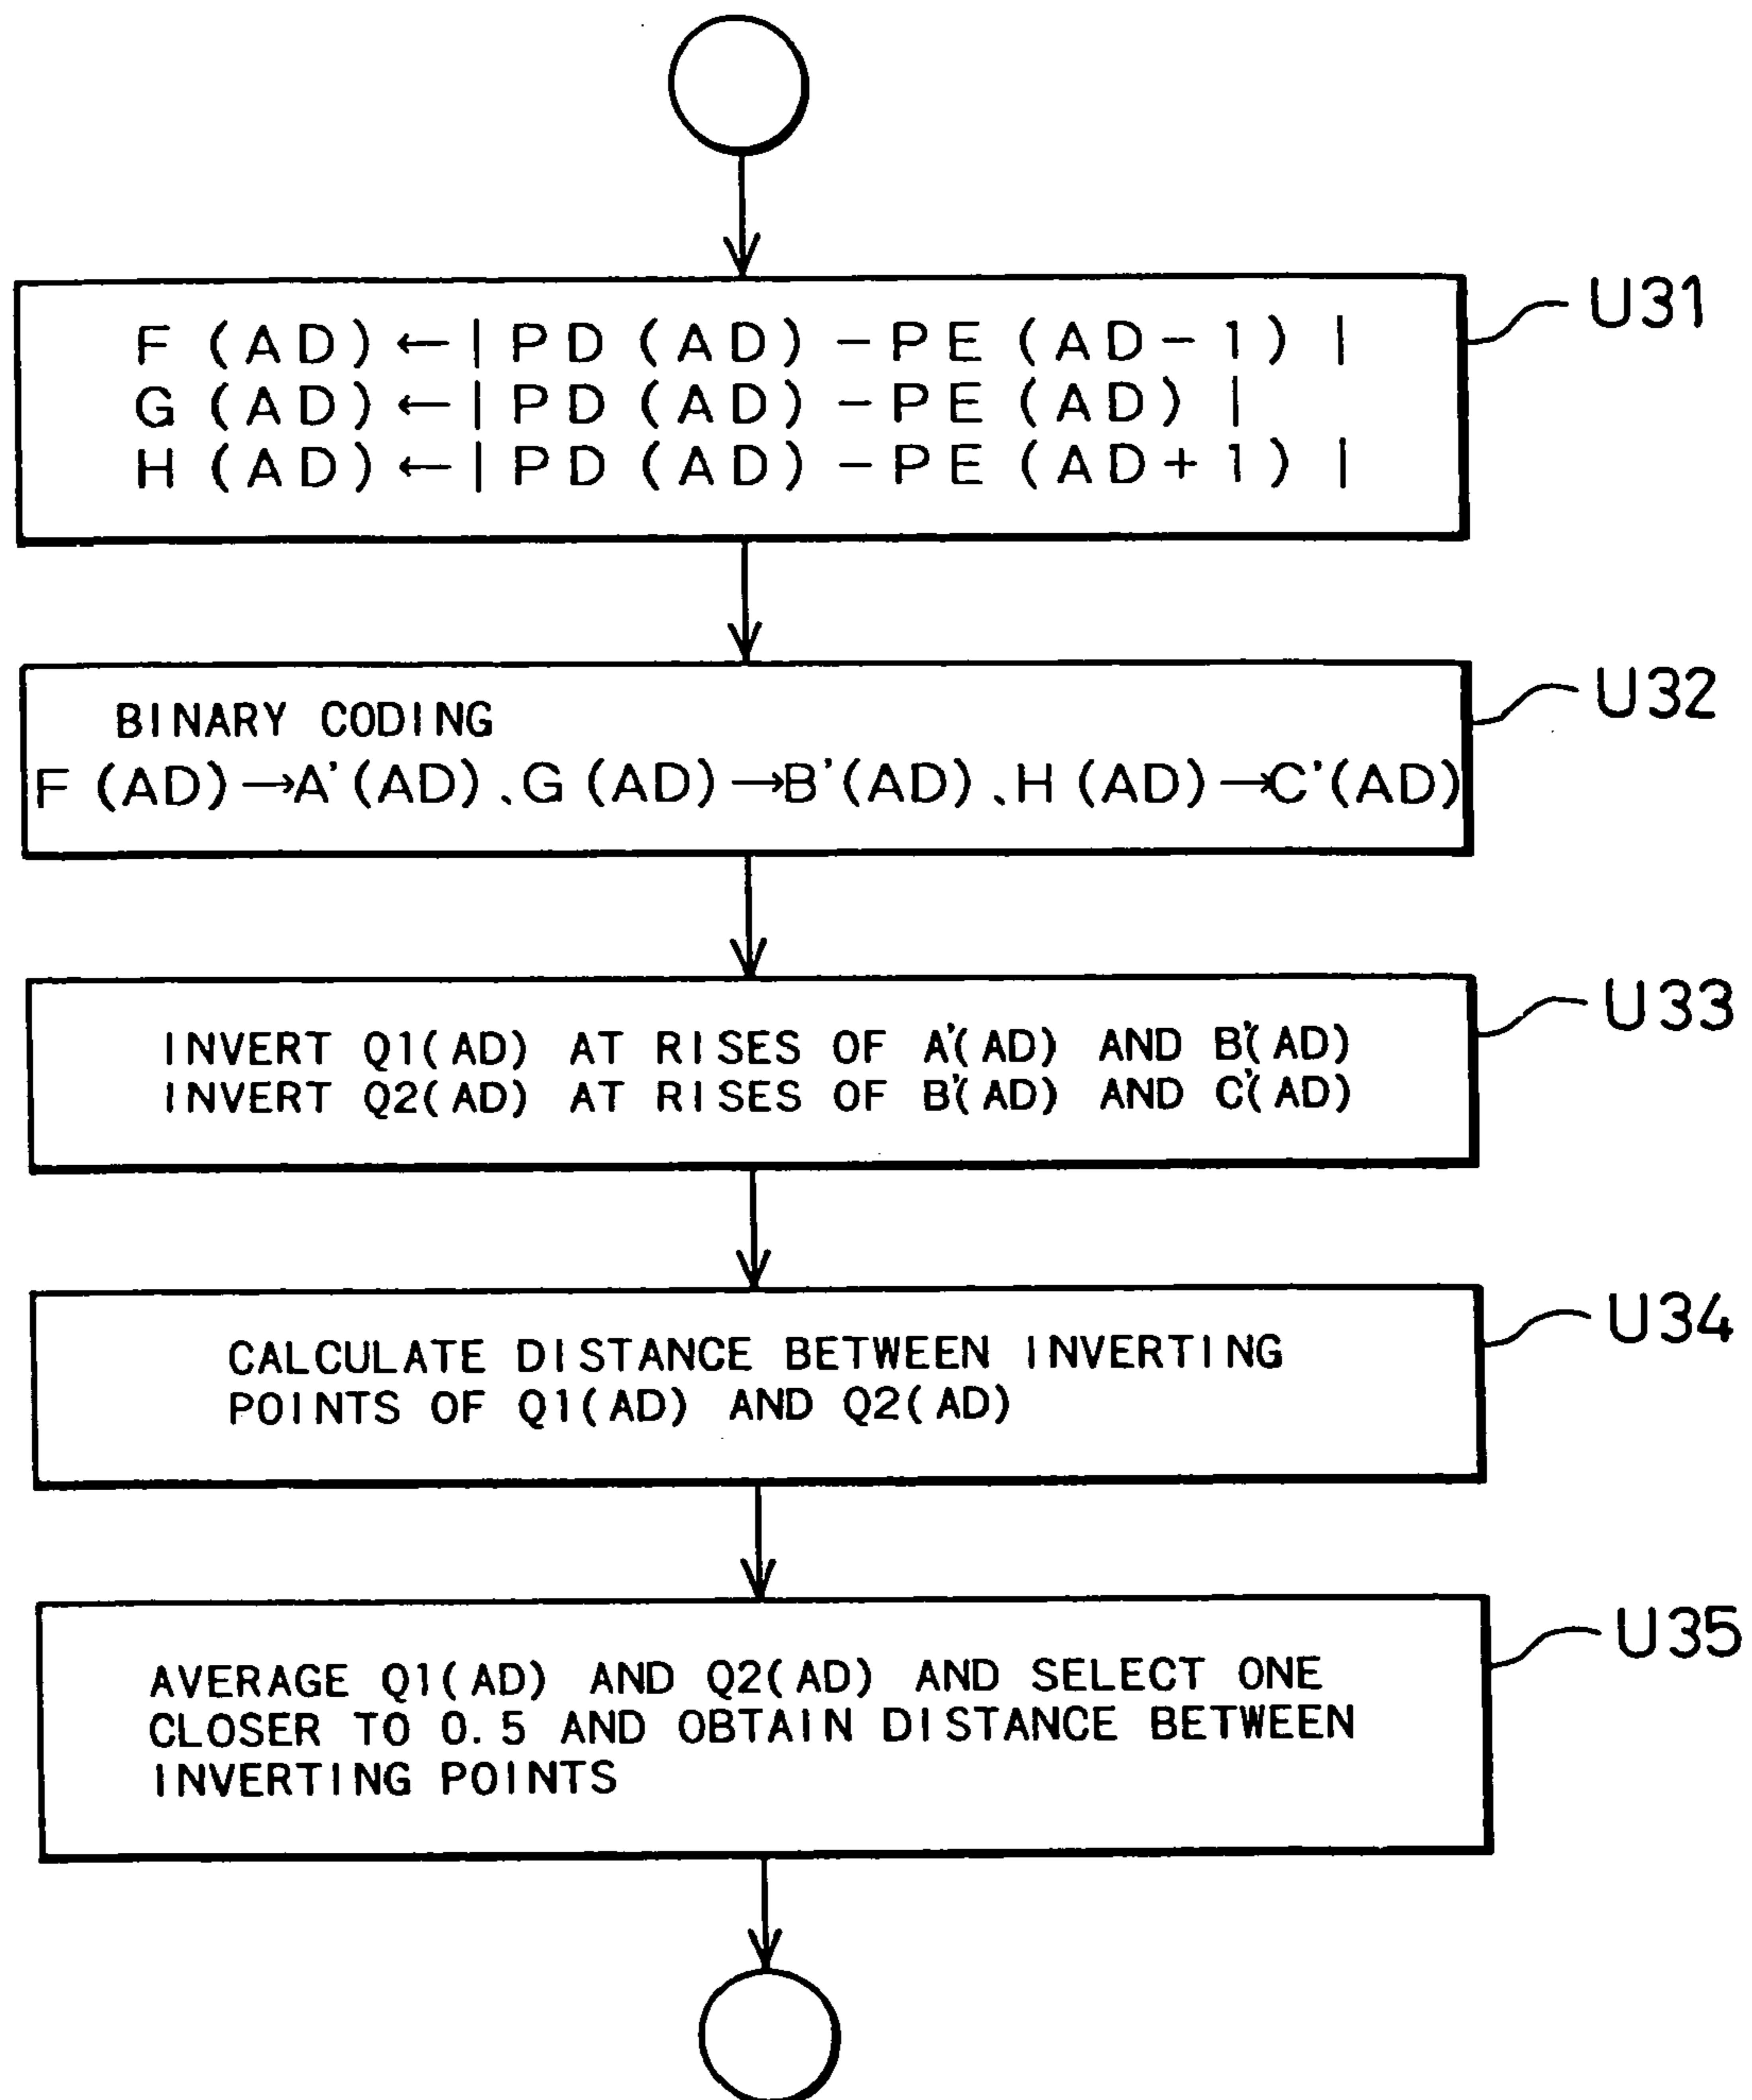 F (AD) ← | PD (AD) - PE (AD-1) |
G (AD) ← | PD (AD) - PE (AD) |
H (AD) ← | PD (AD) - PE (AD+1) |
U31
BINARY CODING
F (AD) → A' (AD) 、G (AD) → B' (AD) 、H (AD) → C' (AD)
U32
INVERT Q1(AD) AT RISES OF A'(AD) AND B'(AD)
INVERT Q2(AD) AT RISES OF B'(AD) AND C'(AD)
U33
CALCULATE DISTANCE BETWEEN INVERTING
POINTS OF Q1(AD) AND Q2(AD)
U34
AVERAGE Q1(AD) AND Q2(AD) AND SELECT ONE
CLOSER TO 0.5 AND OBTAIN DISTANCE BETWEEN
INVERTING POINTS
U35